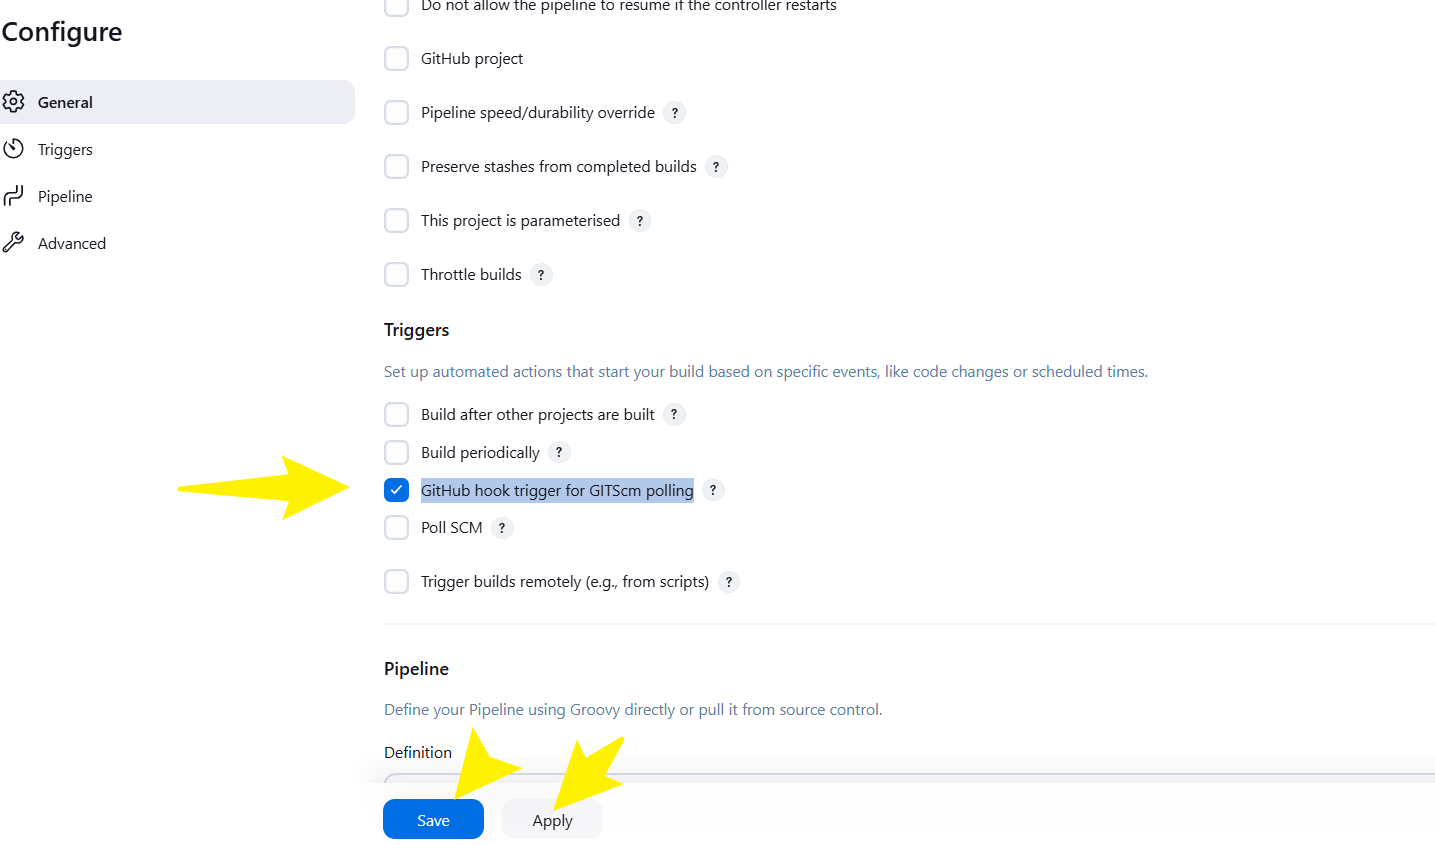 Configure
General
Triggers
Pipeline
Advanced
Do not allow the pipeline to resume if the controller restarts
GitHub project
Pipeline speed/durability override ?
Preserve stashes from completed builds ?
This project is parameterised ?
Throttle builds ?
Triggers
Set up automated actions that start your build based on specific events, like code changes or scheduled times.
Build after other projects are built ?
Build periodically ?
GitHub hook trigger for GITScm polling ?
Poll SCM ?
Trigger builds remotely (e.g., from scripts) ?
Pipeline
Define your Pipeline using Groovy directly or pull it from source control.
Definition
Save
Apply